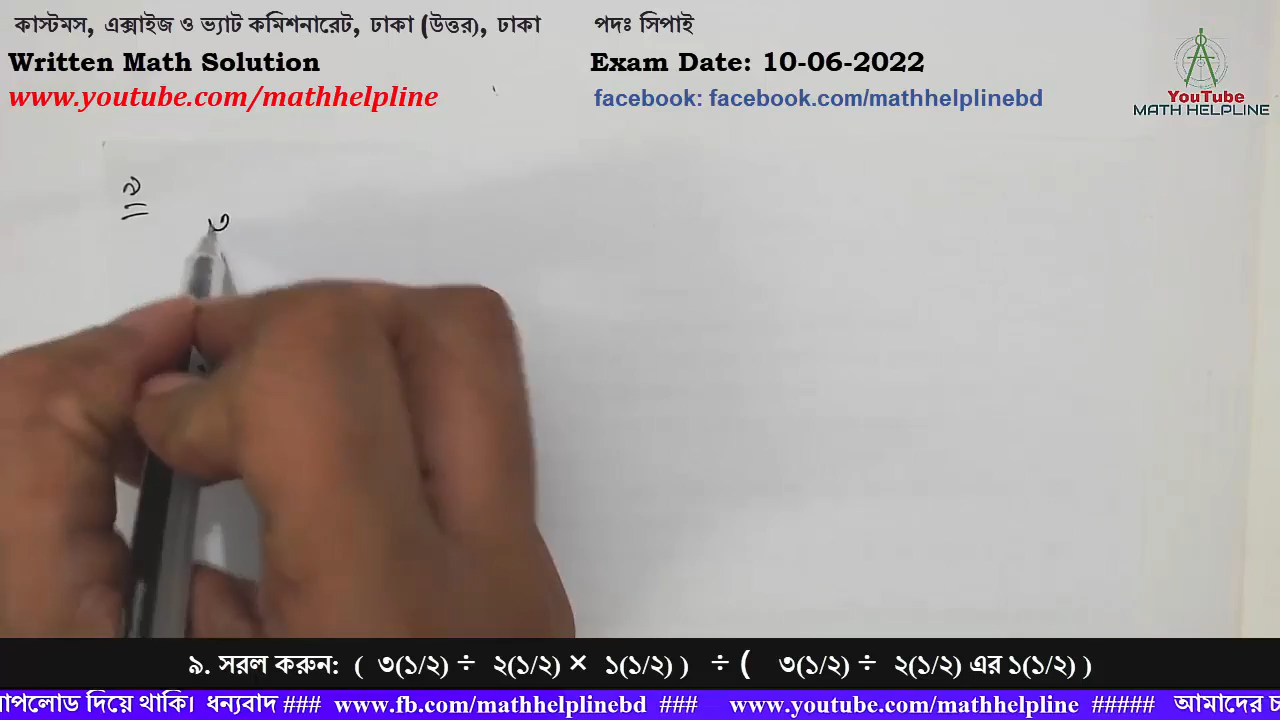 কাস্টমস, এক্সাইজ ও ভ্যাট কমিশনারেট, ঢাকা (উত্তর), ঢাকা পদঃ সিপাই
Written Math Solution Exam Date: 10-06-2022
www.youtube.com/mathhelpline facebook: facebook.com/mathhelplinebd
YouTube
MATH HELPLINE
৯
৩
৯. সরল করুন: ( ৩(১/২) ÷ ২(১/২) × ১(১/২) ) ÷ ( ৩(১/২) ÷ ২(১/২) এর ১(১/২) )
আপলোড দিয়ে থাকি। ধন্যবাদ ### www.fb.com/mathhelplinebd ### www.youtube.com/mathhelpline ##### আমাদের